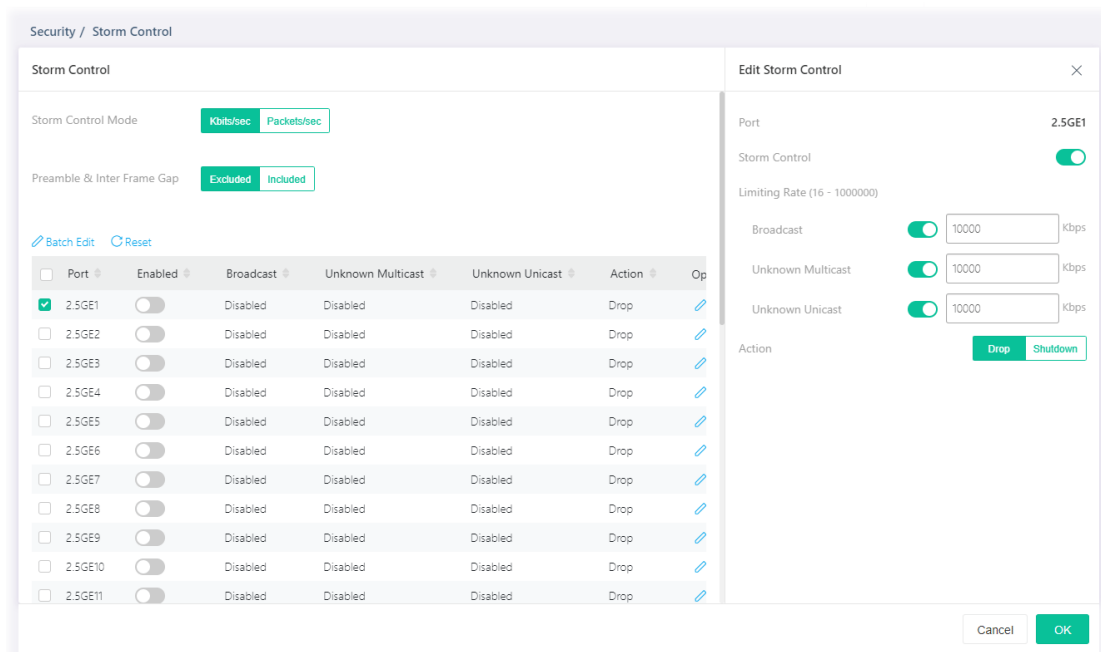 Security / Storm Control
Storm Control
Storm Control Mode Kbits/sec Packets/sec
Preamble & Inter Frame Gap Excluded Included
Batch Edit Reset
Port Enabled Broadcast Unknown Multicast Unknown Unicast Action Op
2.5GE1 Disabled Disabled Disabled Drop
2.5GE2 Disabled Disabled Disabled Drop
2.5GE3 Disabled Disabled Disabled Drop
2.5GE4 Disabled Disabled Disabled Drop
2.5GE5 Disabled Disabled Disabled Drop
2.5GE6 Disabled Disabled Disabled Drop
2.5GE7 Disabled Disabled Disabled Drop
2.5GE8 Disabled Disabled Disabled Drop
2.5GE9 Disabled Disabled Disabled Drop
2.5GE10 Disabled Disabled Disabled Drop
2.5GE11 Disabled Disabled Disabled Drop
Edit Storm Control
Port 2.5GE1
Storm Control
Limiting Rate (16 - 1000000)
Broadcast 10000 Kbps
Unknown Multicast 10000 Kbps
Unknown Unicast 10000 Kbps
Action Drop Shutdown
Cancel OK